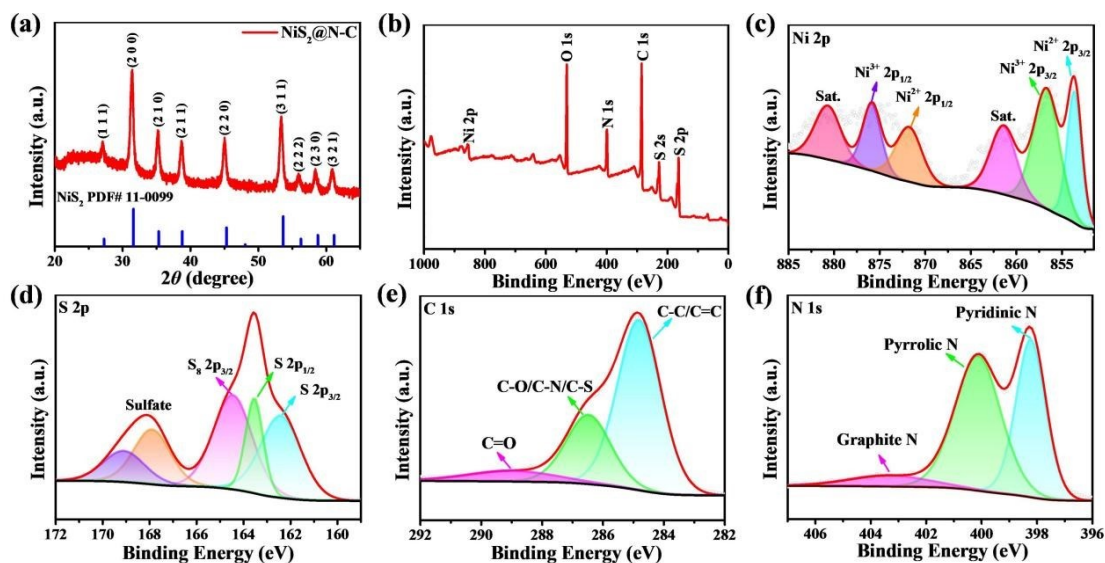 (a)
NiS₂@N-C
(1 1 1)
(2 0 0)
(2 1 0)
(2 1 1)
(2 2 0)
(3 1 1)
(2 2 2)
(2 3 0)
(3 2 1)
NiS₂ PDF# 11-0099
Intensity (a.u.)
20 30 40 50 60
2θ (degree)
(b)
Ni 2p
O 1s
N 1s
C 1s
S 2s
S 2p
Intensity (a.u.)
1000 800 600 400 200 0
Binding Energy (eV)
(c)
Ni 2p
Sat.
Ni³⁺ 2p₁/₂
Ni²⁺ 2p₁/₂
Sat.
Ni³⁺ 2p₃/₂
Ni²⁺ 2p₃/₂
Intensity (a.u.)
885 880 875 870 865 860 855
Binding Energy (eV)
(d)
S 2p
Sulfate
S₈ 2p₃/₂
S 2p₁/₂
S 2p₃/₂
Intensity (a.u.)
172 170 168 166 164 162 160
Binding Energy (eV)
(e)
C 1s
C=O
C-O/C-N/C-S
C-C/C=C
Intensity (a.u.)
292 290 288 286 284 282
Binding Energy (eV)
(f)
N 1s
Graphite N
Pyrrolic N
Pyridinic N
Intensity (a.u.)
406 404 402 400 398 396
Binding Energy (eV)